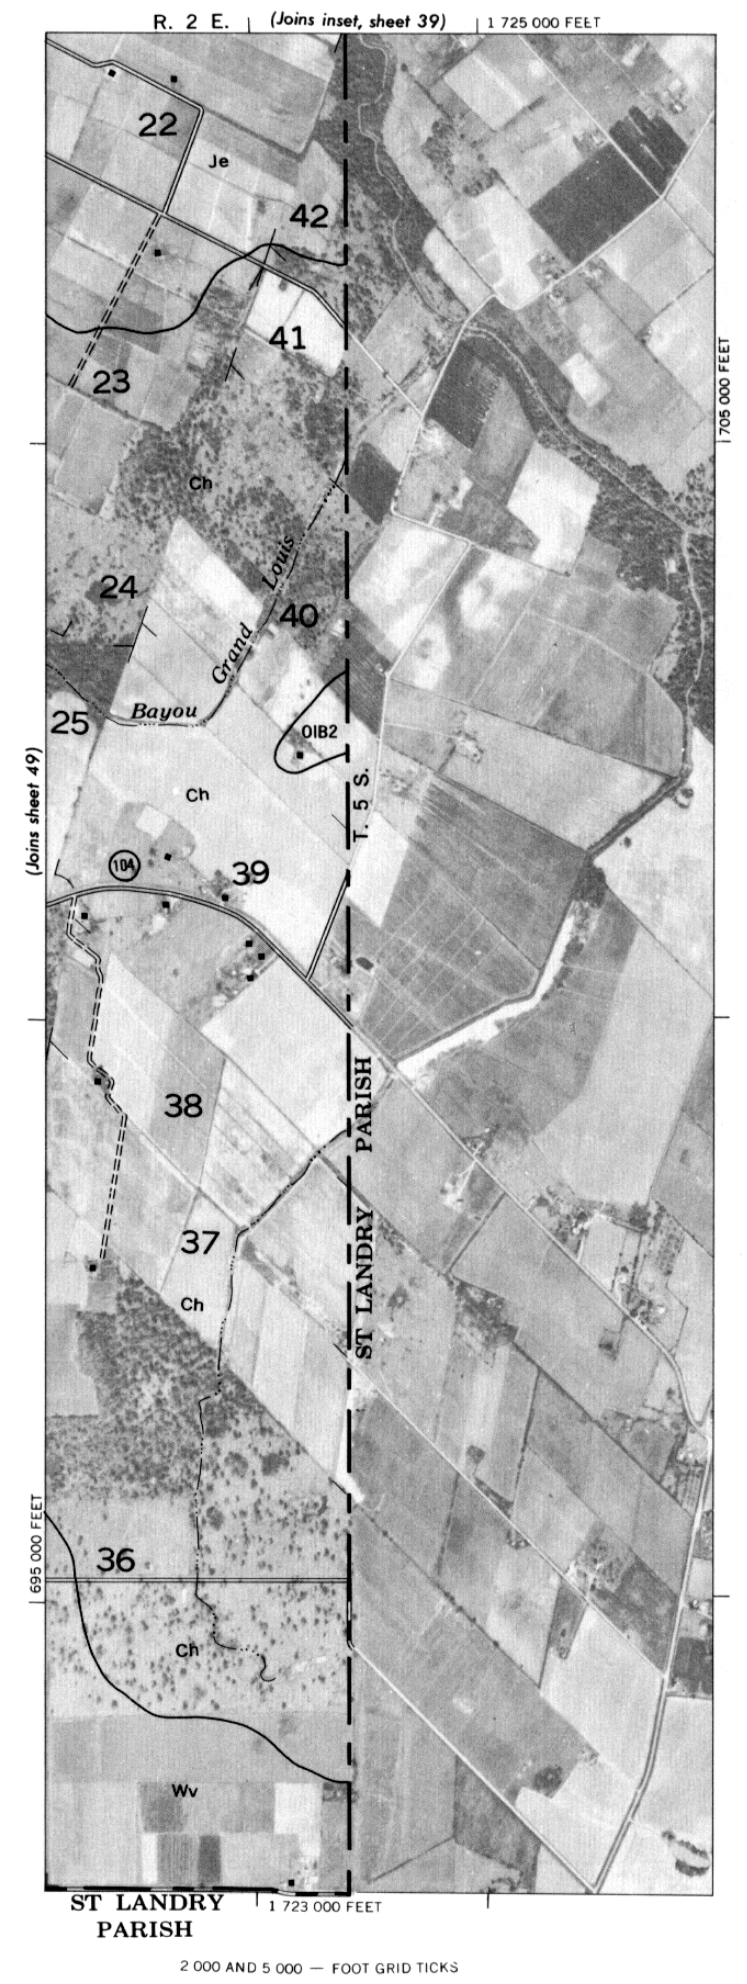 R. 2 E.
(Joins inset, sheet 39)
1 725 000 FEET
22
Je
42
41
23
705 000 FEET
Ch
Louis
24
40
Grand
Bayou
25
OIB2
(Joins sheet 49)
Ch
T. 5 S.
104
39
38
ST LANDRY PARISH
37
Ch
695 000 FEET
36
Ch
Wv
ST LANDRY
PARISH
1 723 000 FEET
2 000 AND 5 000 — FOOT GRID TICKS